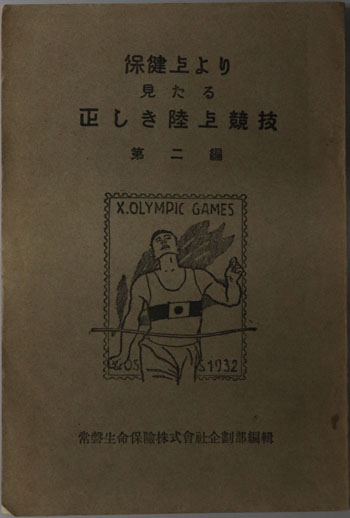 保健上より
見たる
正しき陸上競技
第二編
X.OLYMPIC GAMES
LOS
S 1932
常磐生命保險株式會社企劃部編輯